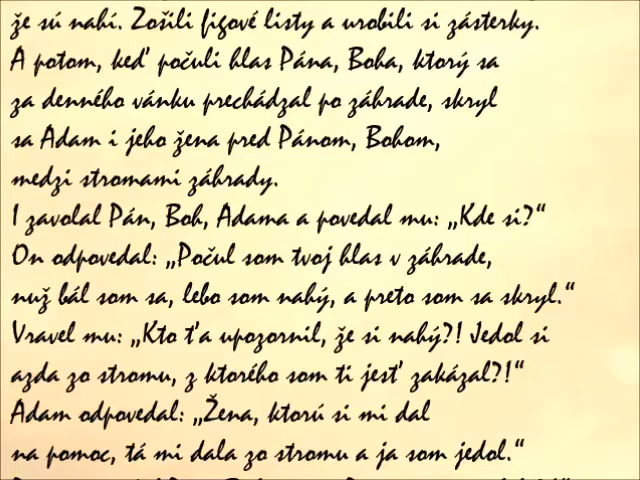 že sú nahí. Zošili figové listy a urobili si zásterky.
A potom, keď počuli hlas Pána, Boha, ktorý sa
za denného vánku prechádzal po záhrade, skryl
sa Adam i jeho žena pred Pánom, Bohom,
medzi stromami záhrady.
I zavolal Pán, Boh, Adama a povedal mu: „Kde si?“
On odpovedal: „Počul som tvoj hlas v záhrade,
nuž bál som sa, lebo som nahý, a preto som sa skryl.“
Vravel mu: „Kto ťa upozornil, že si nahý?! Jedol si
azda zo stromu, z ktorého som ti jesť zakázal?!“
Adam odpovedal: „Žena, ktorú si mi dal
na pomoc, tá mi dala zo stromu a ja som jedol.“